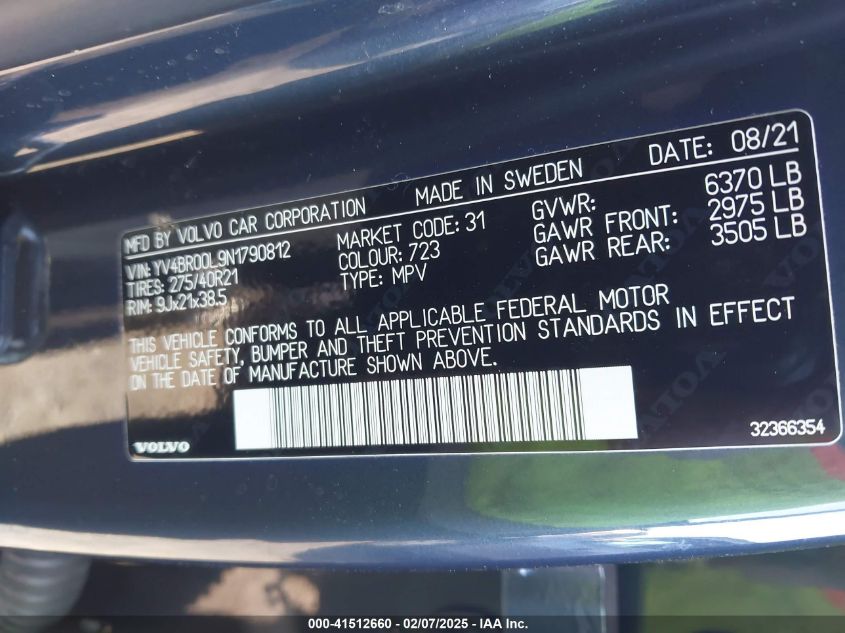 DATE: 08/21
MFD BY VOLVO CAR CORPORATION MADE IN SWEDEN
VIN: YV4BR00L9N1790812 MARKET CODE: 31 GVWR: 6370 LB
TIRES: 275/40R21 COLOUR: 723 GAWR FRONT: 2975 LB
RIM: 9Jx21x38.5 TYPE: MPV GAWR REAR: 3505 LB
THIS VEHICLE CONFORMS TO ALL APPLICABLE FEDERAL MOTOR
VEHICLE SAFETY, BUMPER AND THEFT PREVENTION STANDARDS IN EFFECT
ON THE DATE OF MANUFACTURE SHOWN ABOVE.
VOLVO 32366354
000-41512660 - 02/07/2025 - IAA Inc.